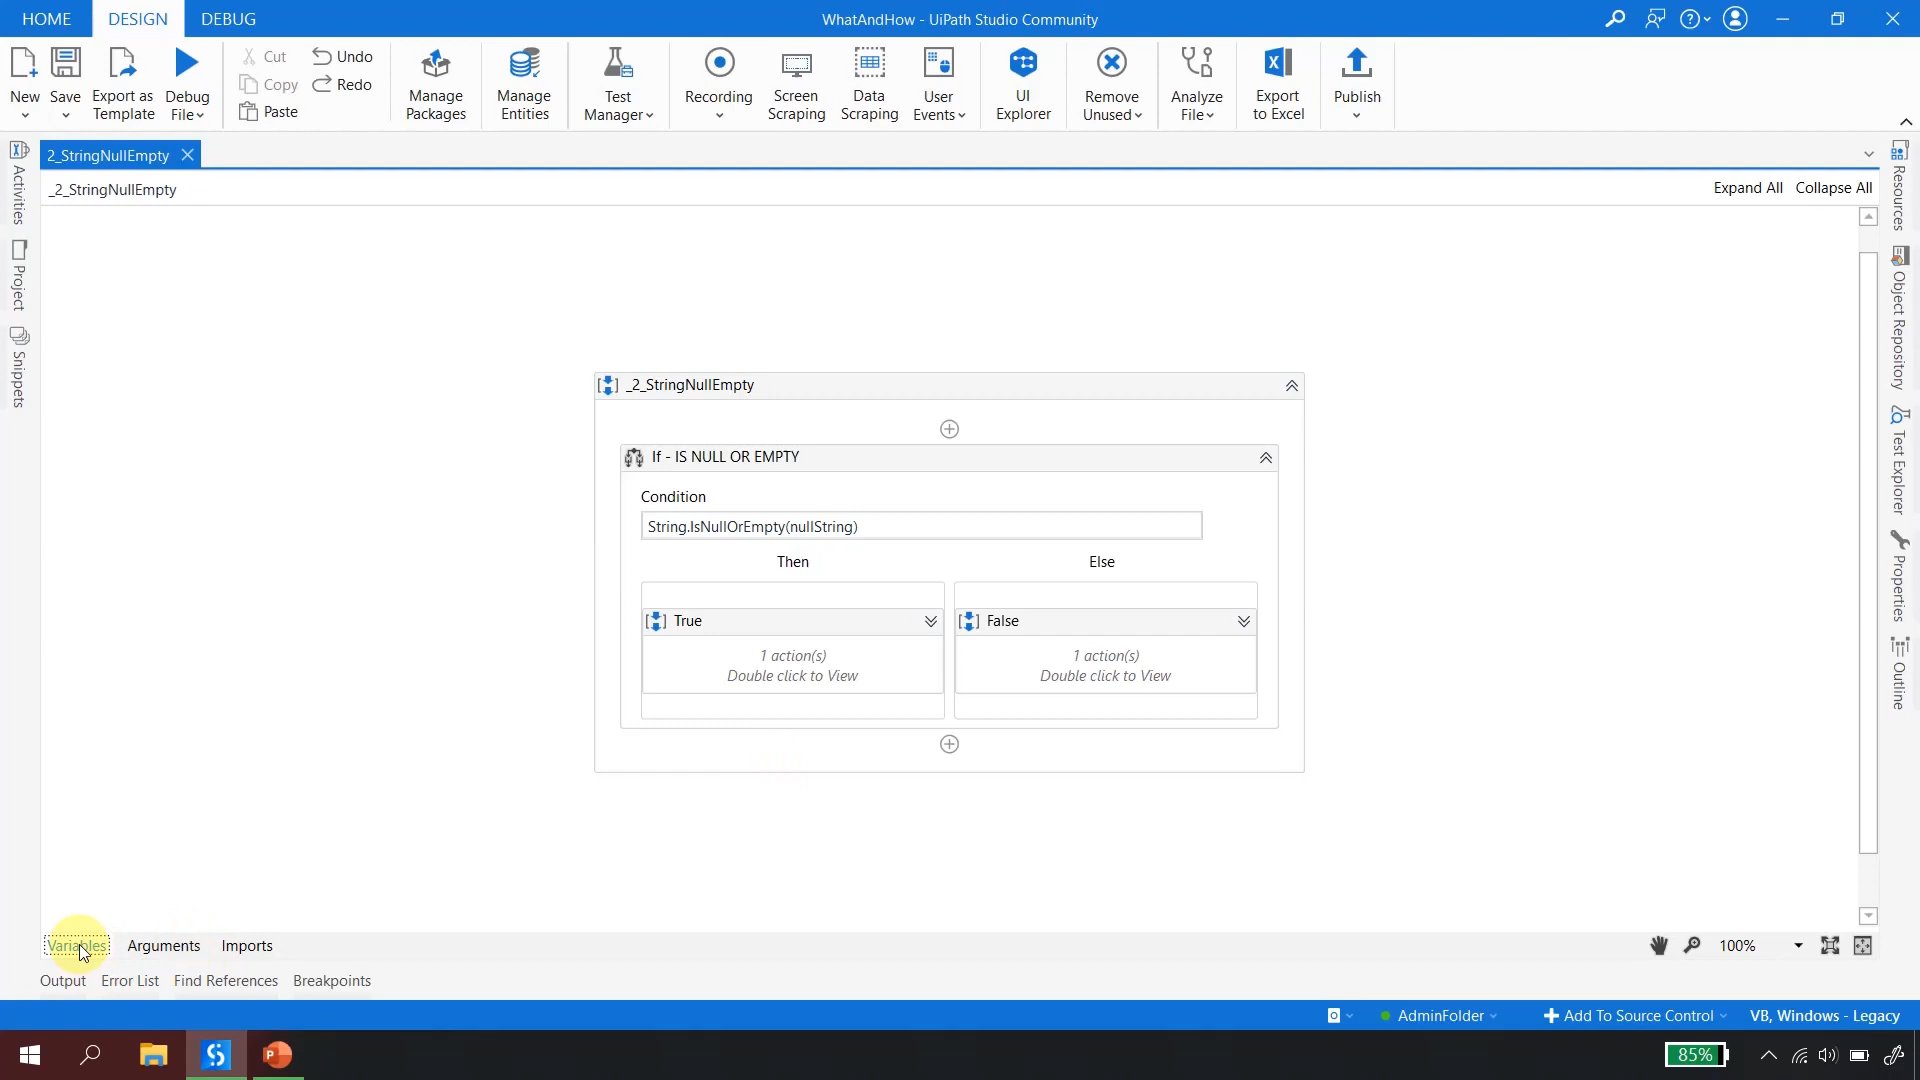 HOME DESIGN DEBUG
WhatAndHow - UiPath Studio Community
New
Save
Export as Template
Debug File
Cut
Copy
Paste
Undo
Redo
Manage Packages
Manage Entities
Test Manager
Recording
Screen Scraping
Data Scraping
User Events
UI Explorer
Remove Unused
Analyze File
Export to Excel
Publish
2_StringNullEmpty
_2_StringNullEmpty
Expand All Collapse All
Activities
Project
Snippets
Resources
Object Repository
Test Explorer
Properties
Outline
_2_StringNullEmpty
If - IS NULL OR EMPTY
Condition
String.IsNullOrEmpty(nullString)
Then Else
True
1 action(s)
Double click to View
False
1 action(s)
Double click to View
Variables Arguments Imports
100%
Output Error List Find References Breakpoints
AdminFolder
Add To Source Control
VB, Windows - Legacy
85%